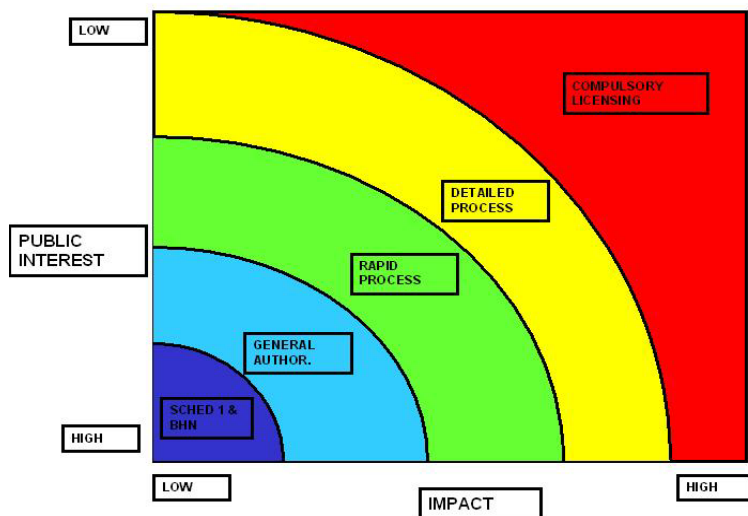 LOW
COMPULSORY
LICENSING
DETAILED
PROCESS
PUBLIC
INTEREST
RAPID
PROCESS
GENERAL
AUTHOR.
SCHED 1 &
BHN
HIGH
LOW
IMPACT
HIGH